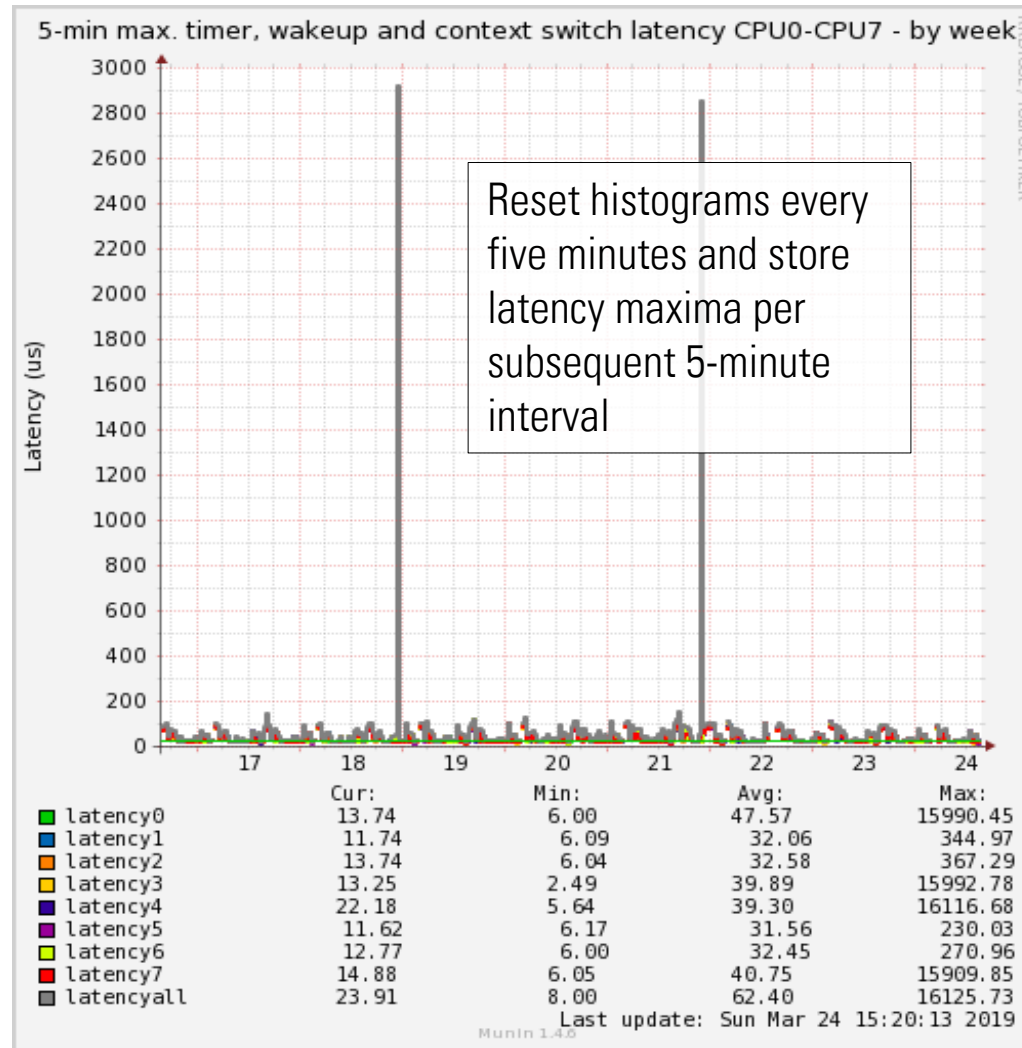 5-min max. timer, wakeup and context switch latency CPU0-CPU7 - by week
3000
2800
2600
2400
2200
2000
1800
1600
1400
1200
1000
800
600
400
200
0
Latency (us)
Reset histograms every
five minutes and store
latency maxima per
subsequent 5-minute
interval
17 18 19 20 21 22 23 24
Cur: Min: Avg: Max:
latency0 13.74 6.00 47.57 15990.45
latency1 11.74 6.09 32.06 344.97
latency2 13.74 6.04 32.58 367.29
latency3 13.25 2.49 39.89 15992.78
latency4 22.18 5.64 39.30 16116.68
latency5 11.62 6.17 31.56 230.03
latency6 12.77 6.00 32.45 270.96
latency7 14.88 6.05 40.75 15909.85
latencyall 23.91 8.00 62.40 16125.73
Last update: Sun Mar 24 15:20:13 2019
Munin 1.4.6